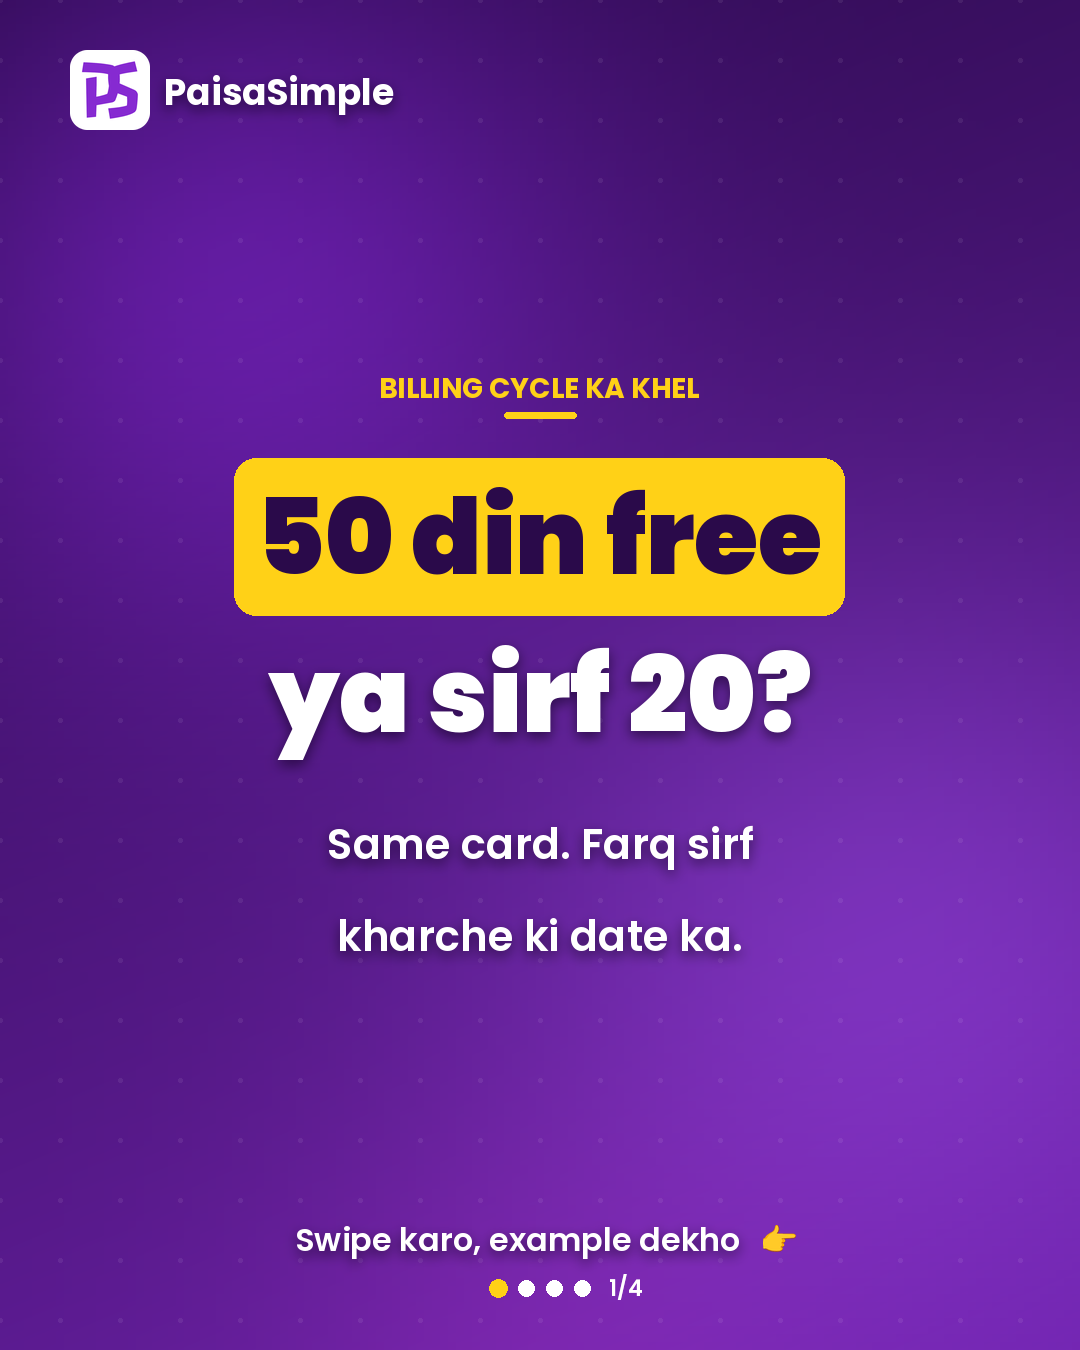 PS PaisaSimple
BILLING CYCLE KA KHEL
50 din free
ya sirf 20?
Same card. Farq sirf
kharche ki date ka.
Swipe karo, example dekho 👉
1/4